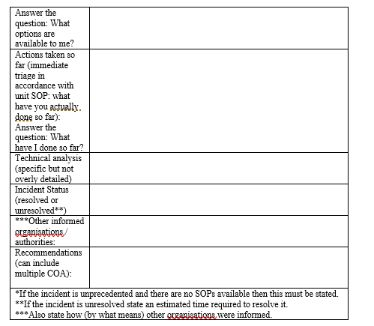 Answer the
question: What
options are
available to me?
Actions taken so
far (immediate
triage in
accordance with
unit SOP: what
have you actually
done so far):
Answer the
question: What
have I done so far?
Technical analysis
(specific but not
overly detailed)
Incident Status
(resolved or
unresolved**)
***Other informed
organisations/
authorities:
Recommendations
(can include
multiple COA):
*If the incident is unprecedented and there are no SOPs available then this must be stated.
**If the incident is unresolved state an estimated time required to resolve it.
***Also state how (by what means) other organisations were informed.